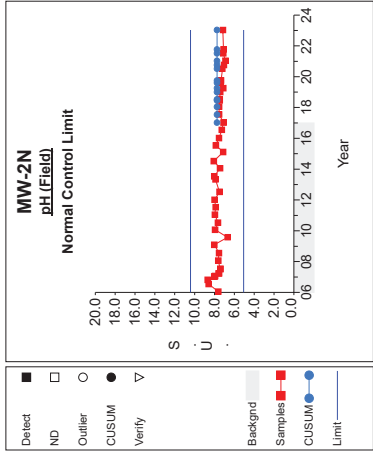 MW-2N
pH (Field)
Normal Control Limit
20.0
18.0
16.0
14.0
12.0
10.0
8.0
6.0
4.0
2.0
0.0
S.U.
06 08 10 12 14 16 18 20 22 24
Year
Detect
ND
Outlier
CUSUM
Verify
Backgnd
Samples
CUSUM
Limit